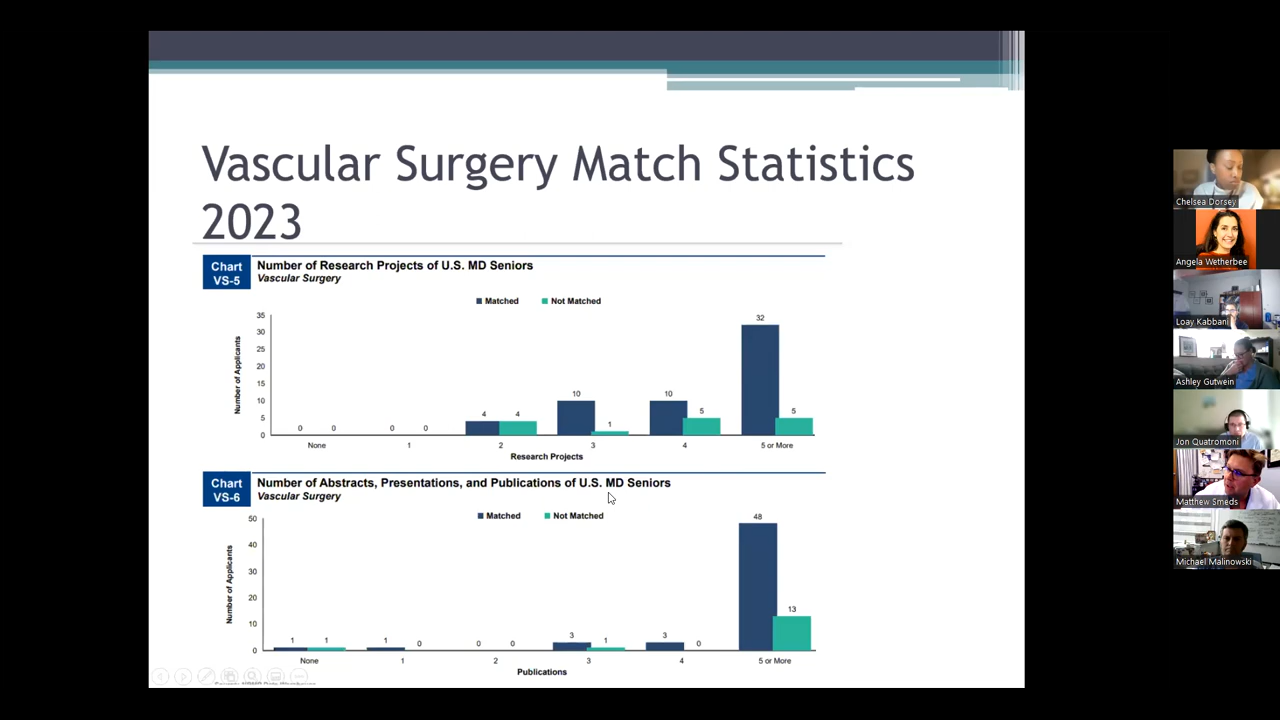 Vascular Surgery Match Statistics
2023
Chart
VS-5
Number of Research Projects of U.S. MD Seniors
Vascular Surgery
Matched
Not Matched
Number of Applicants
35
30
25
20
15
10
5
0
0 0
0 0
4 4
10 1
10 5
32 5
None 1 2 3 4 5 or More
Research Projects
Chart
VS-6
Number of Abstracts, Presentations, and Publications of U.S. MD Seniors
Vascular Surgery
Matched
Not Matched
Number of Applicants
50
40
30
20
10
0
1 1
1 0
0 0
3 1
3 0
48 13
None 1 2 3 4 5 or More
Publications
Chelsea Dorsey
Angela Wetherbee
Loay Kabbani
Ashley Gutwein
Jon Quatromoni
Matthew Smeds
Michael Malinowski